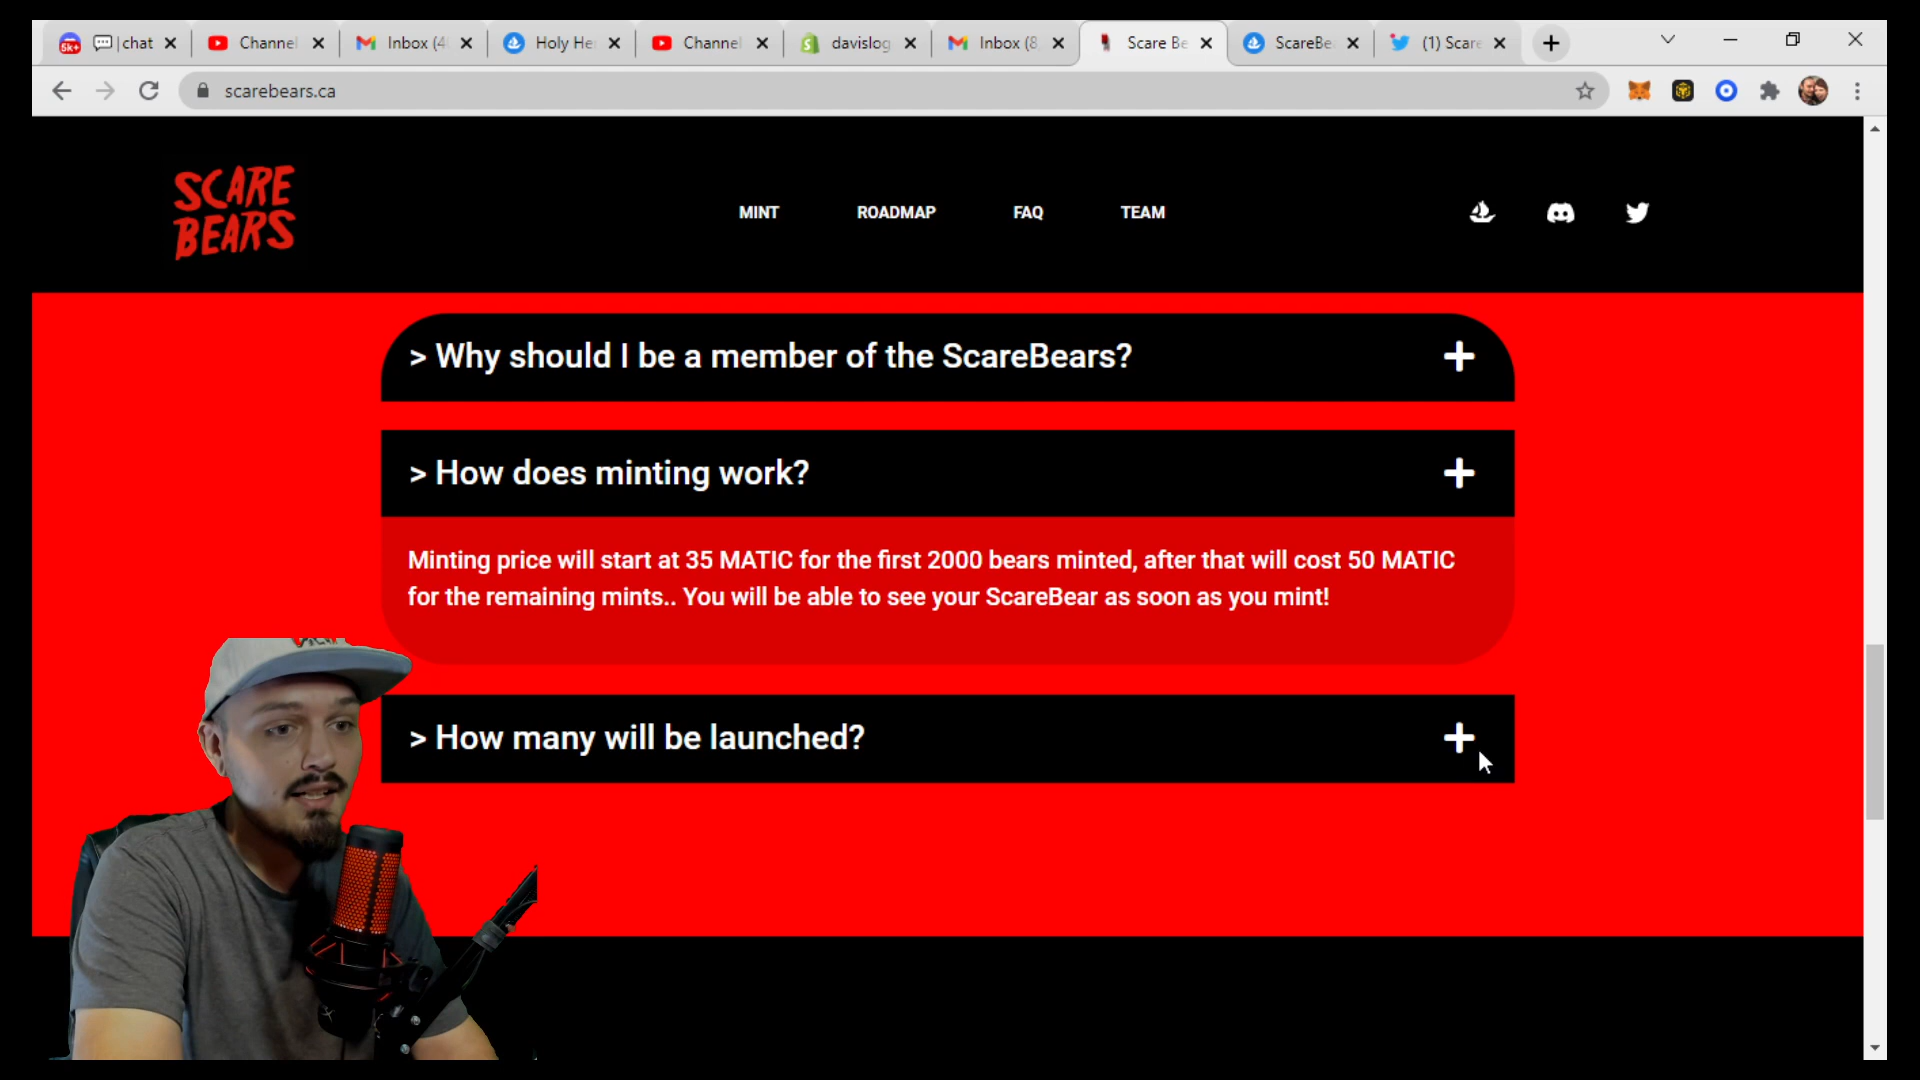 chat
Channel
Inbox (4
Holy He
Channel
davislog
Inbox (8
Scare Be
ScareBe
(1) Scare
5k+
scarebears.ca
SCARE
BEARS
MINT
ROADMAP
FAQ
TEAM
> Why should I be a member of the ScareBears?
> How does minting work?
Minting price will start at 35 MATIC for the first 2000 bears minted, after that will cost 50 MATIC
for the remaining mints.. You will be able to see your ScareBear as soon as you mint!
> How many will be launched?